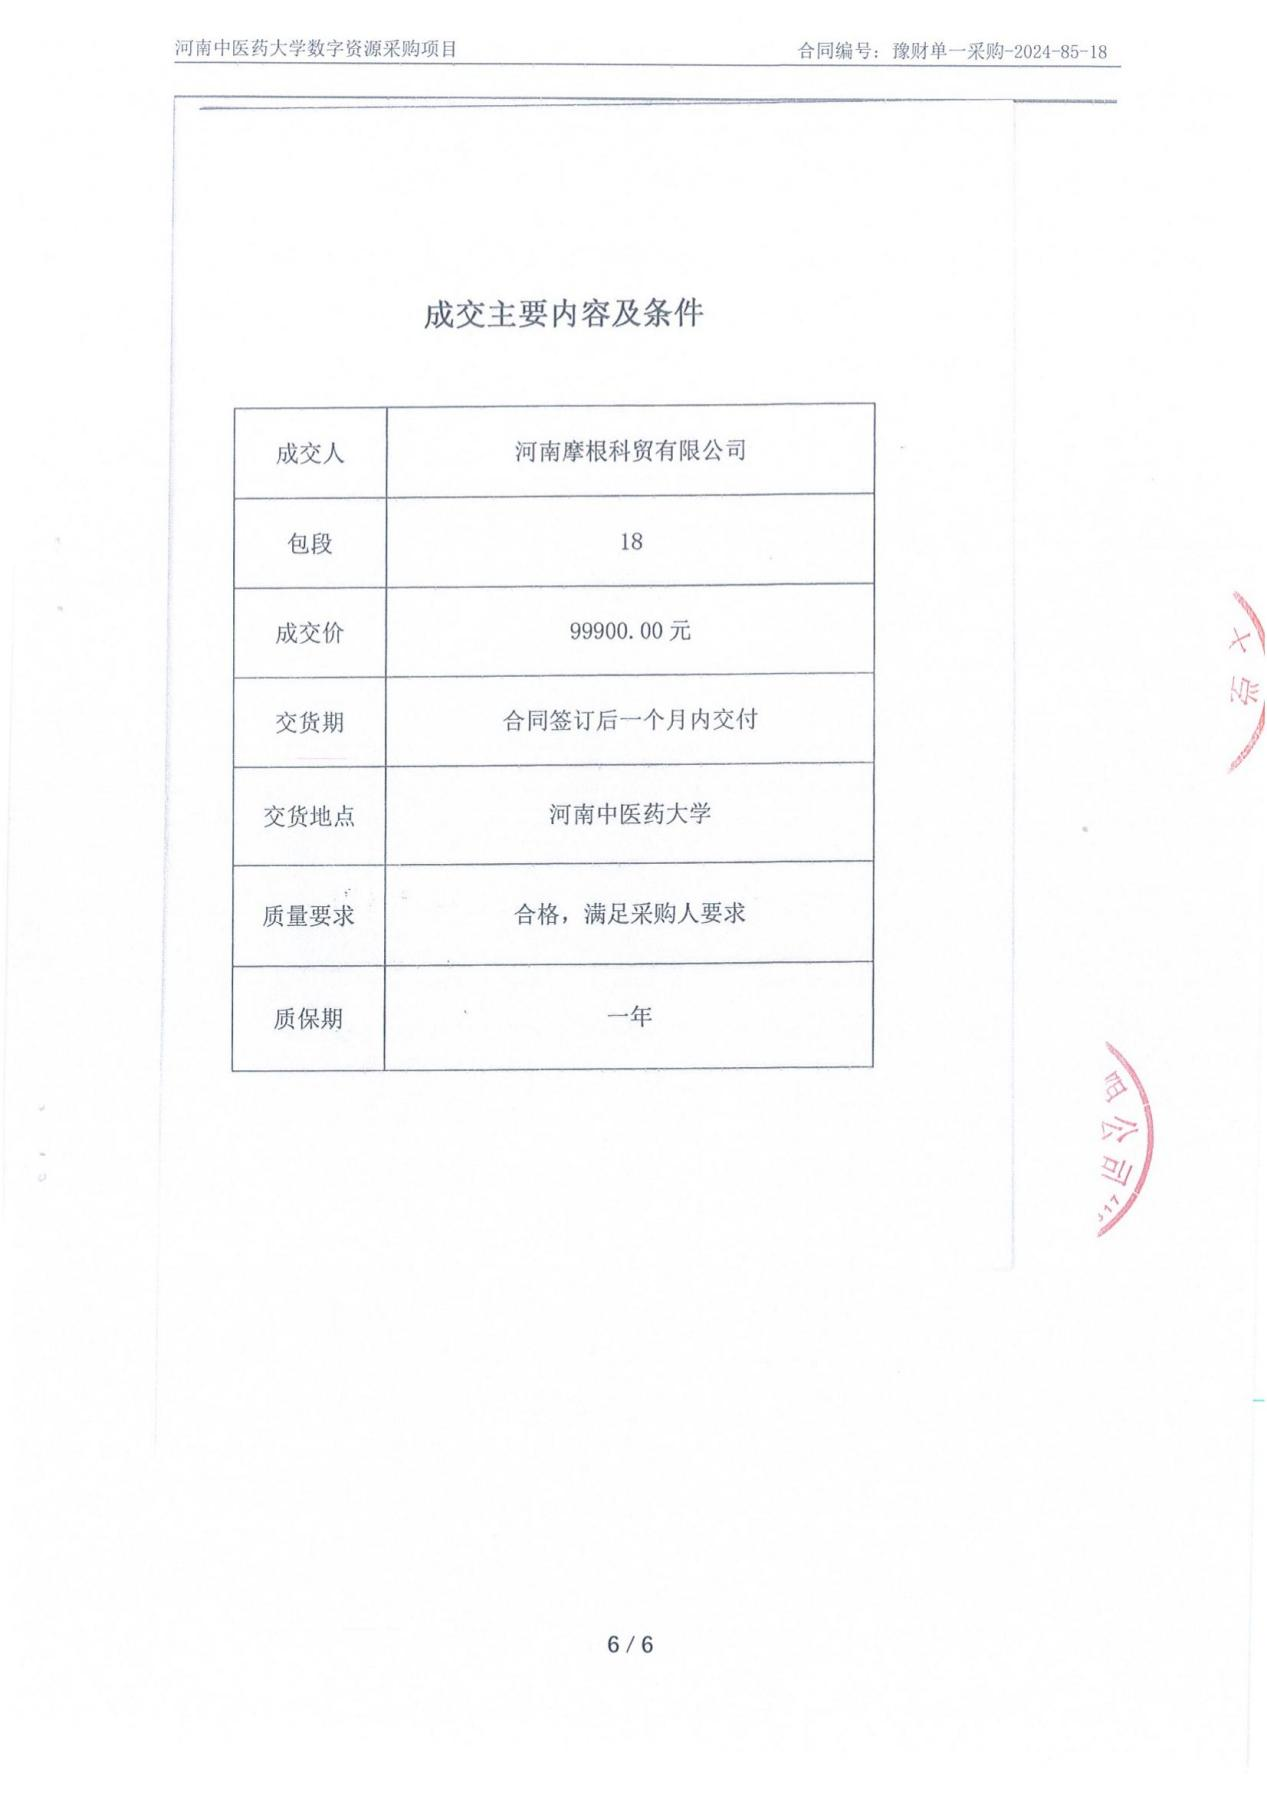 河南中医药大学数字资源采购项目
合同编号：豫财单一采购-2024-85-18
成交主要内容及条件
成交人
河南摩根科贸有限公司
包段
18
成交价
99900.00 元
交货期
合同签订后一个月内交付
交货地点
河南中医药大学
质量要求
合格，满足采购人要求
质保期
一年
公司
17
6 / 6